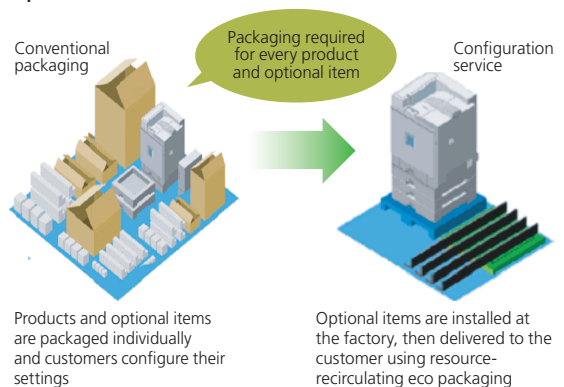 Conventional
packaging
Packaging required
for every product
and optional item
Configuration
service
Products and optional items
are packaged individually
and customers configure their
settings
Optional items are installed at
the factory, then delivered to the
customer using resource-
recirculating eco packaging